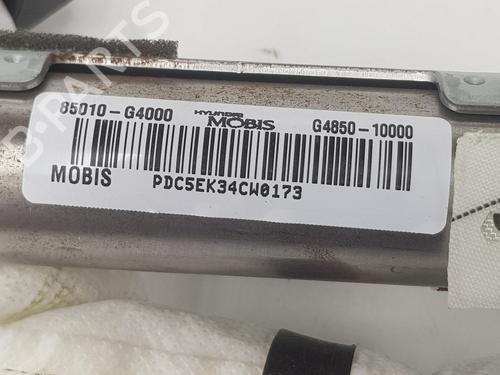 85010-G4000 HYUNDAI MOBIS G4850-10000
MOBIS PDC5EK34CW0173